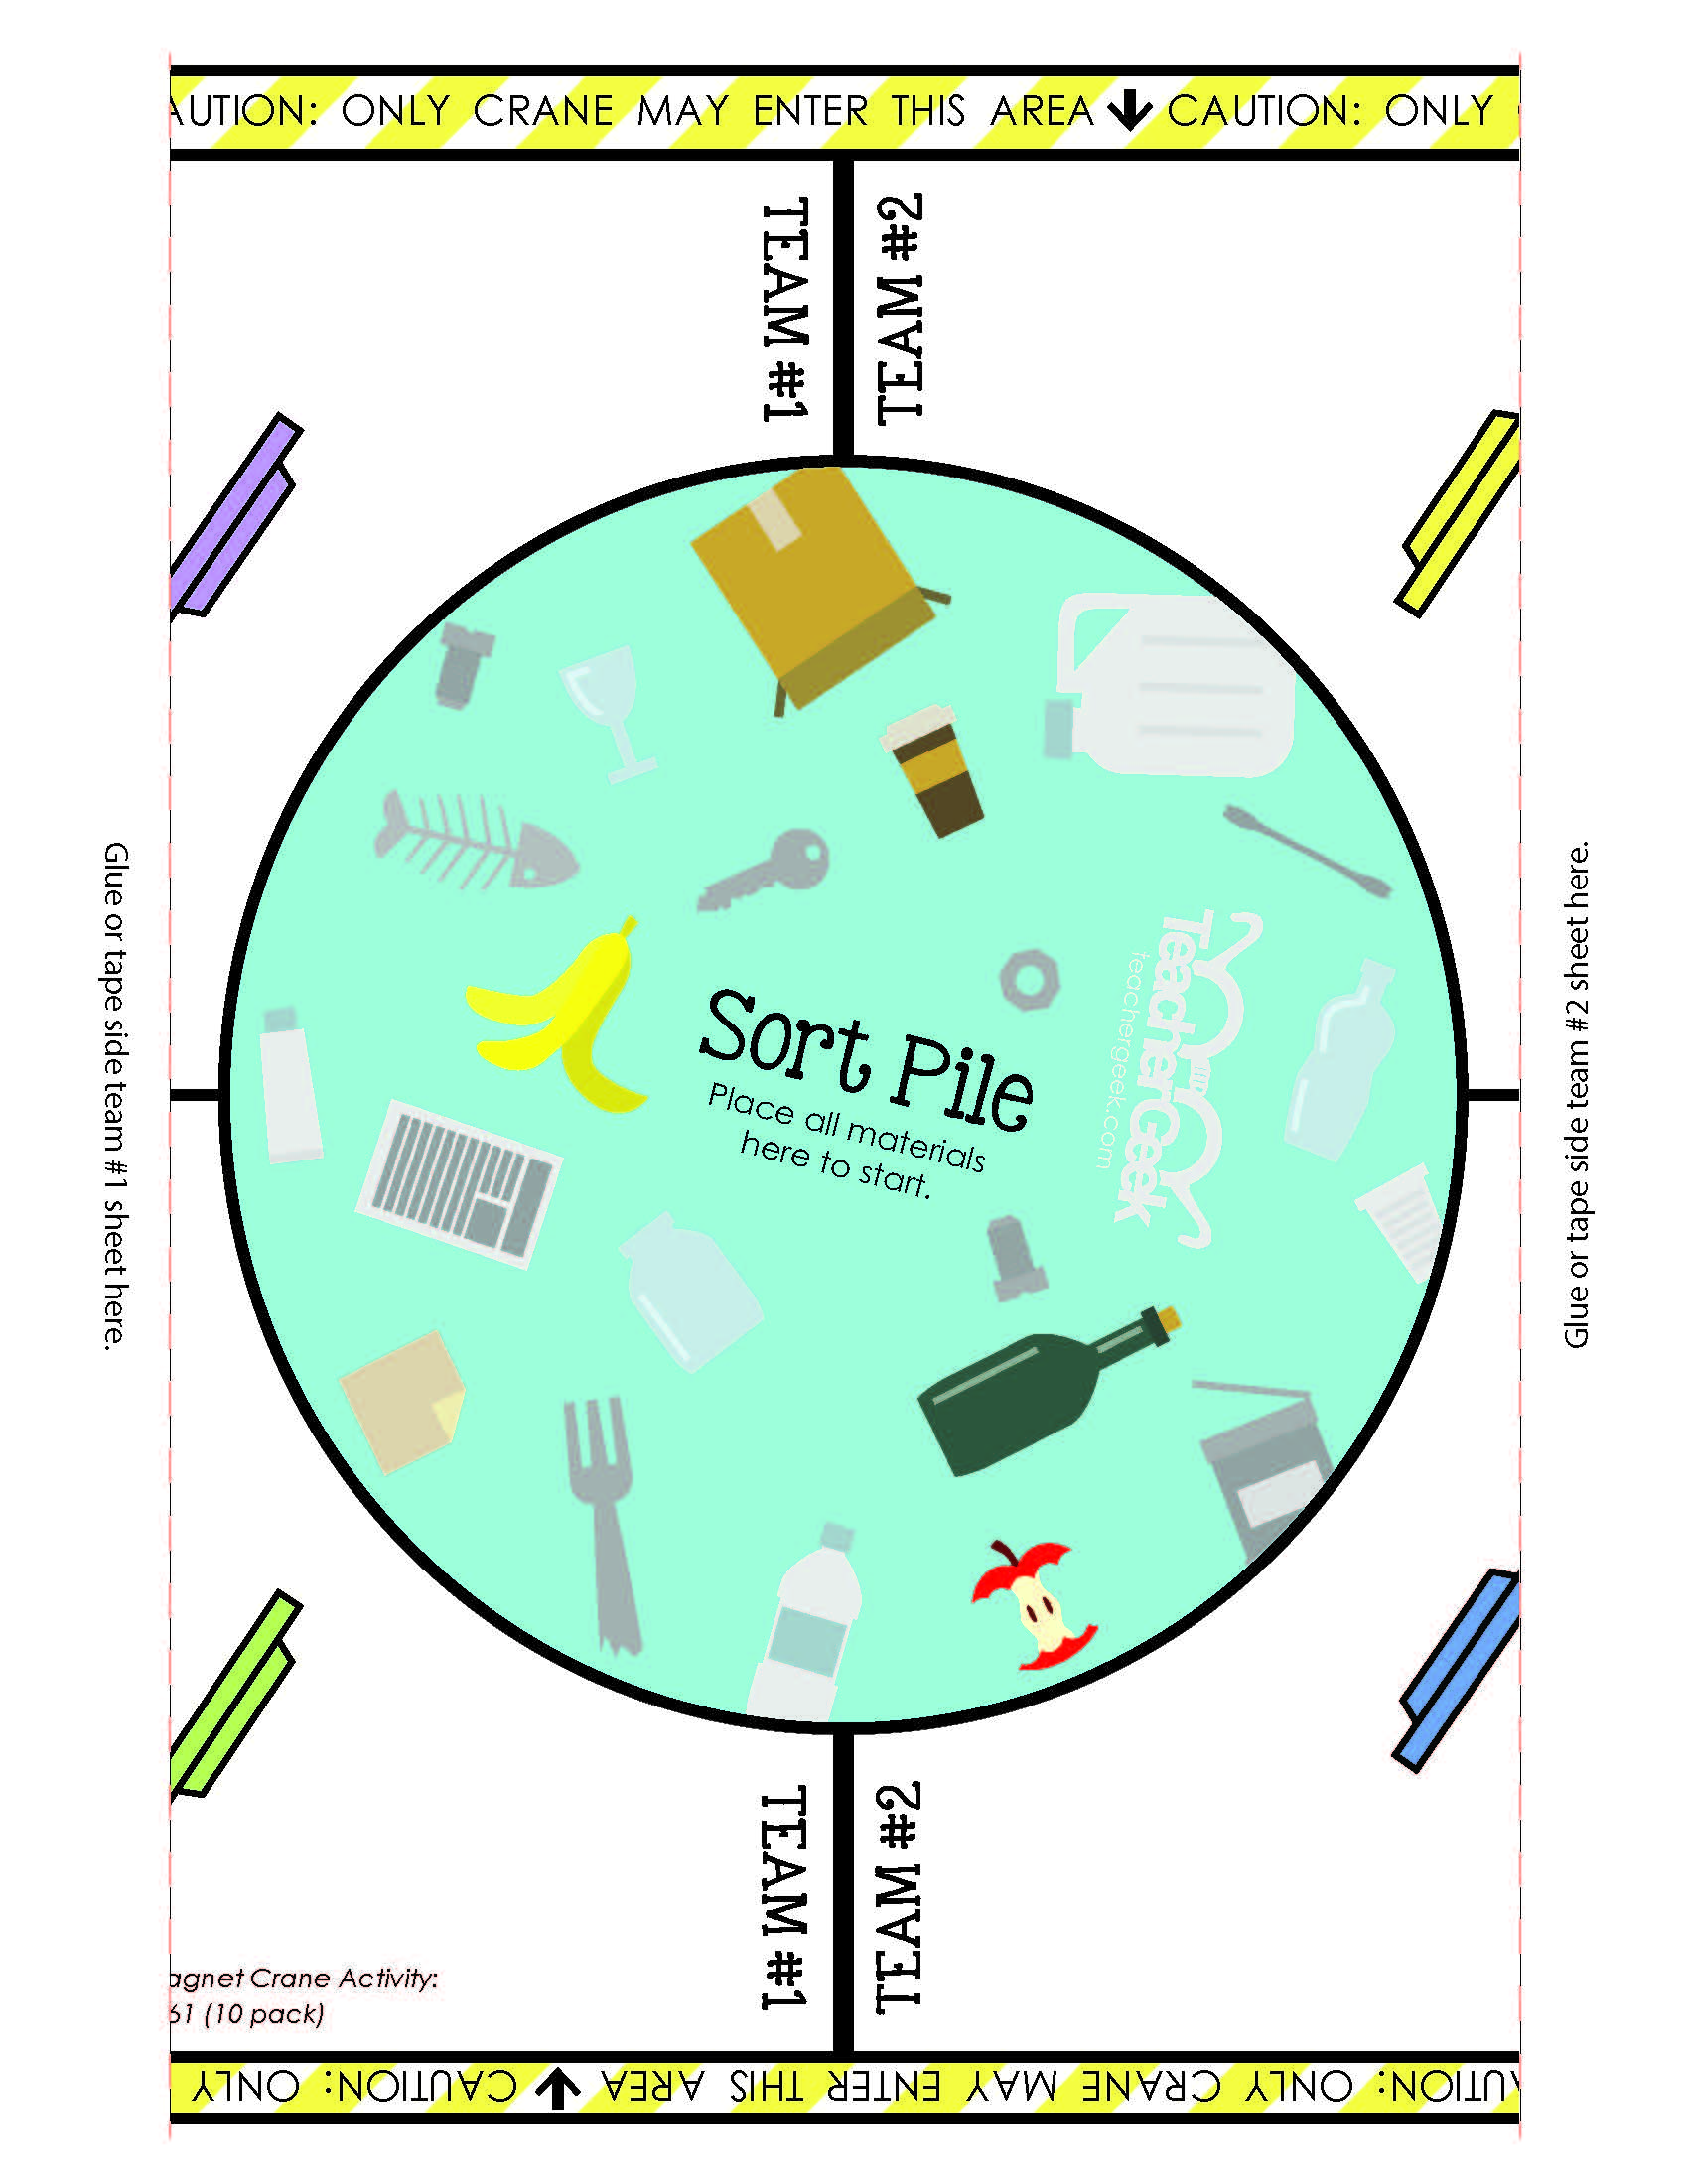 AUTION: ONLY CRANE MAY ENTER THIS AREA CAUTION: ONLY
TEAM #1
TEAM #2
Glue or tape side team #1 sheet here.
Sort Pile
Place all materials
here to start.
TeacherGeek
teachergeek.com
Glue or tape side team #2 sheet here.
TEAM #1
TEAM #2
agnet Crane Activity:
61 (10 pack)
AUTION: ONLY CRANE MAY ENTER THIS AREA CAUTION: ONLY